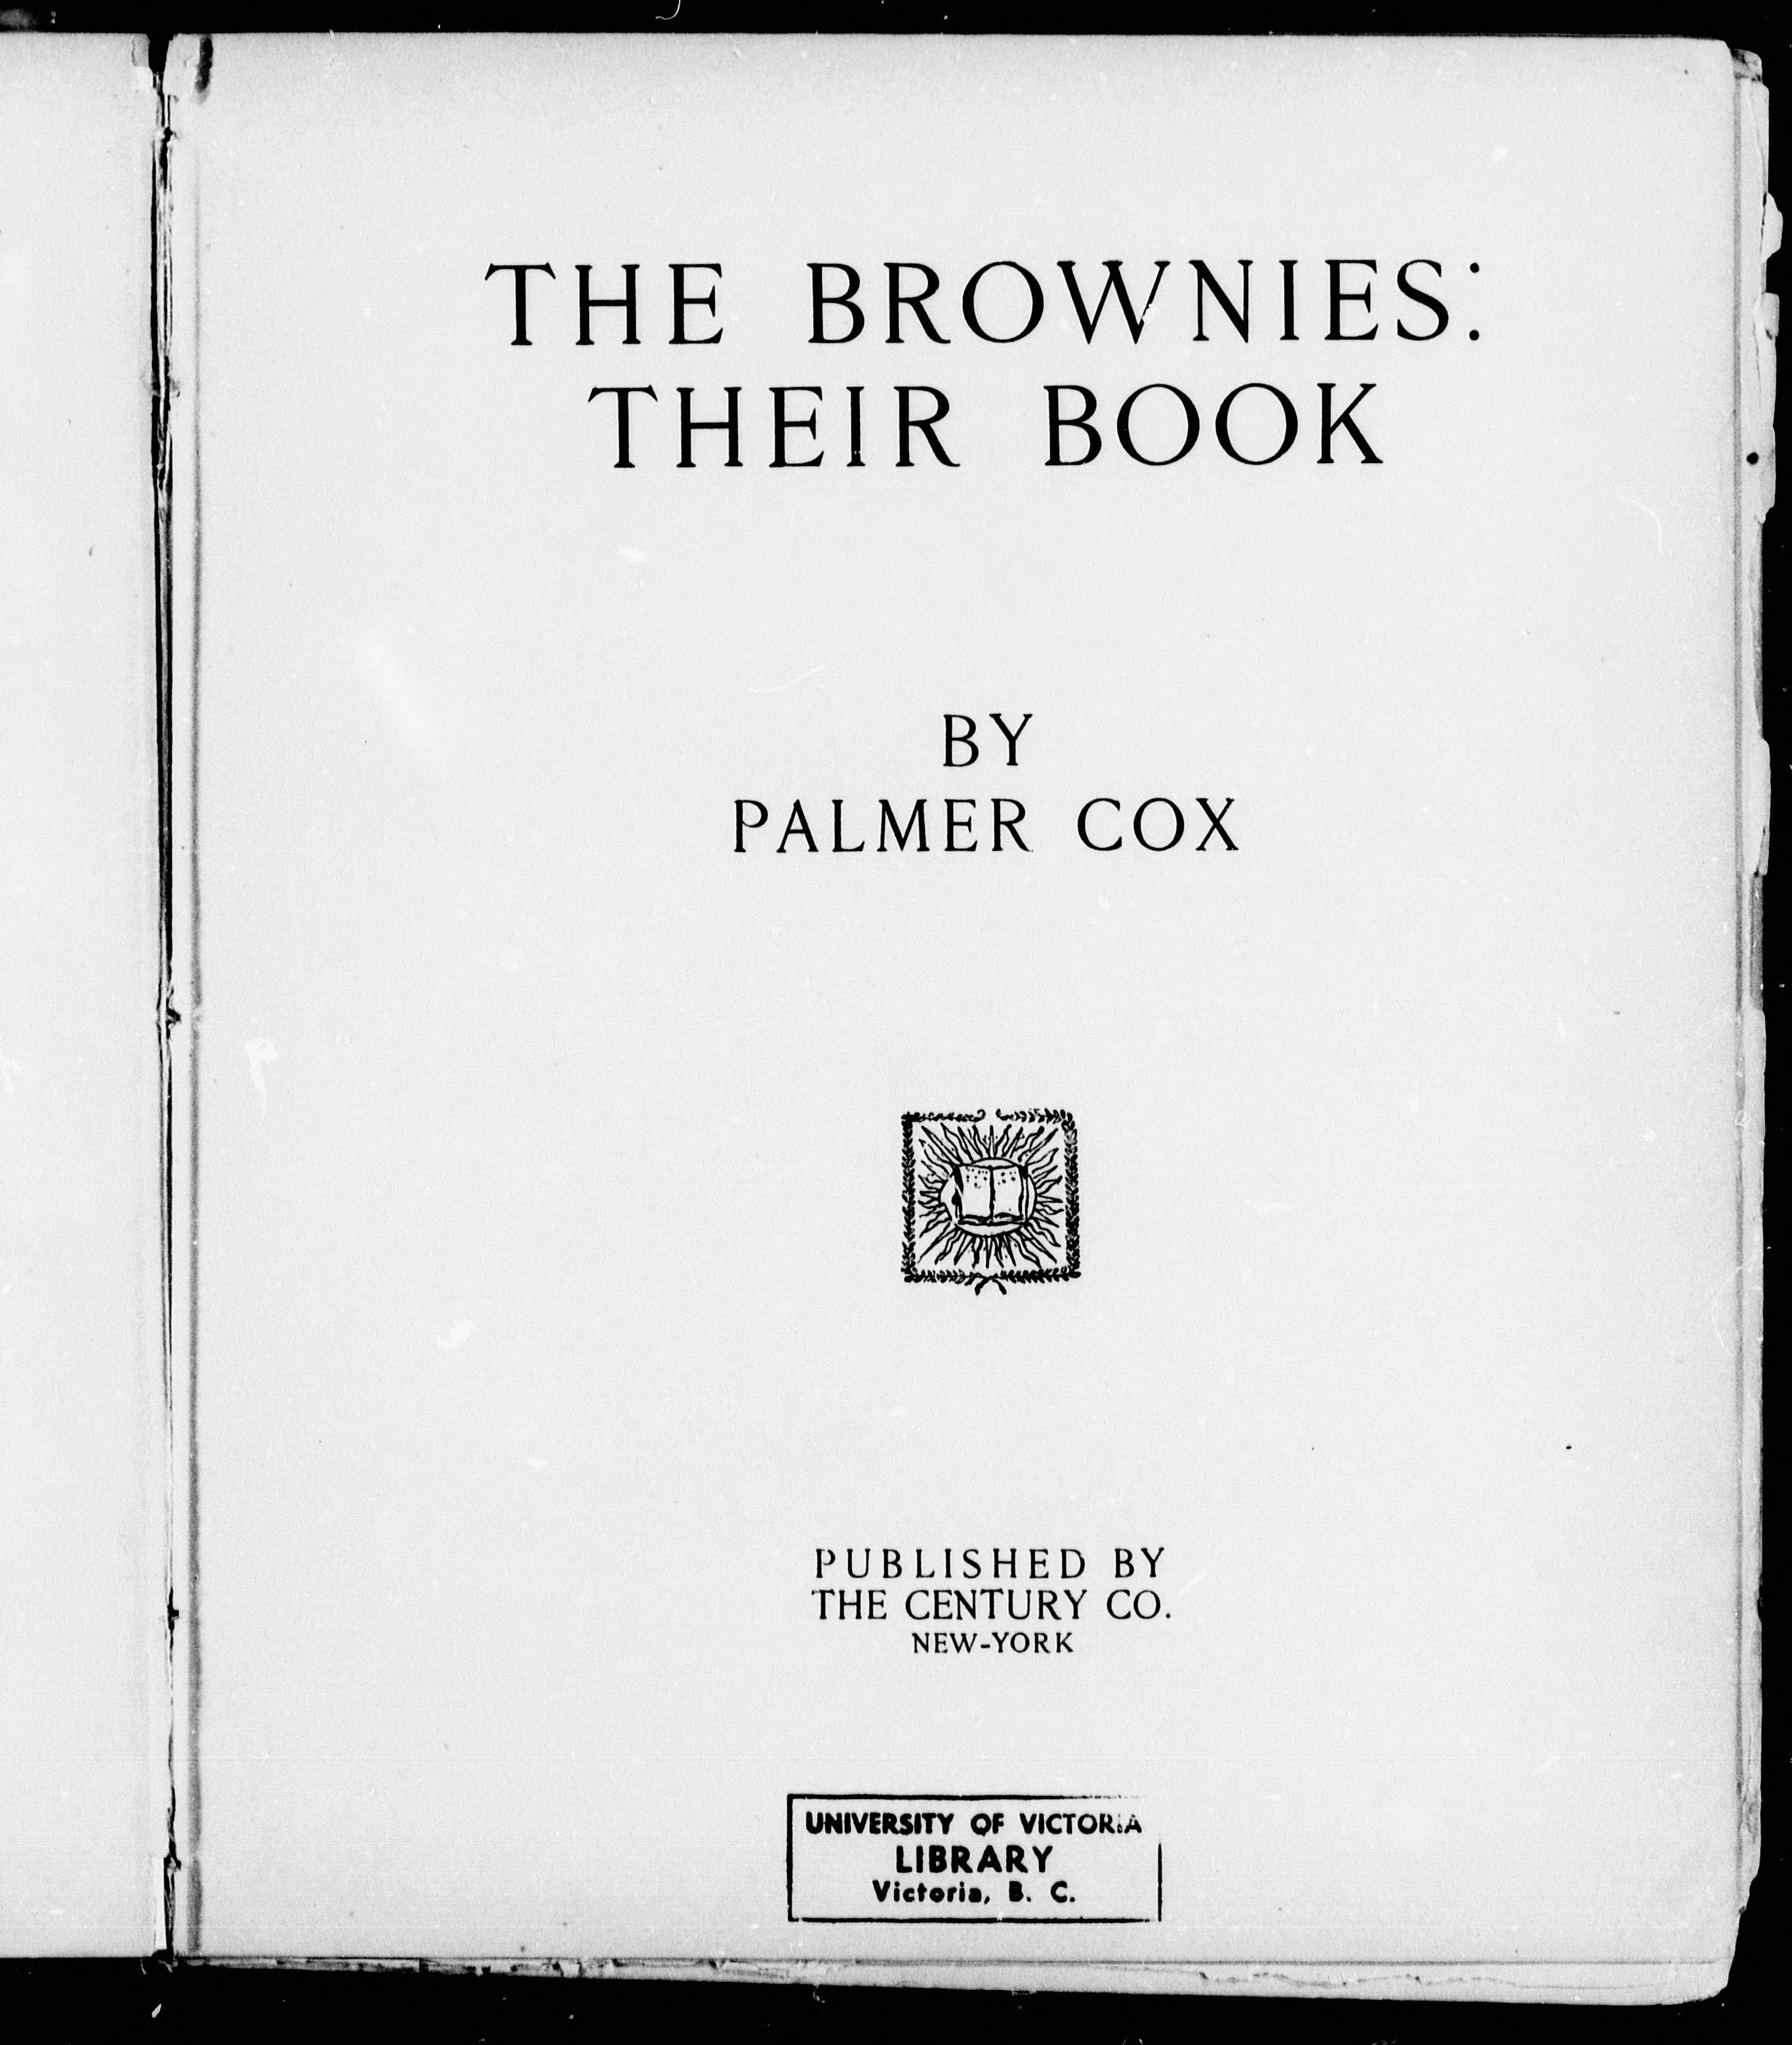 THE BROWNIES:
THEIR BOOK
BY
PALMER COX
PUBLISHED BY
THE CENTURY CO.
NEW-YORK
UNIVERSITY OF VICTORIA
LIBRARY
Victoria, B. C.